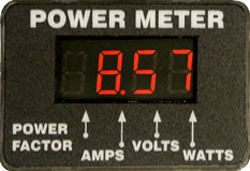 POWER METER
8.57
POWER VOLTS
FACTOR AMPS WATTS